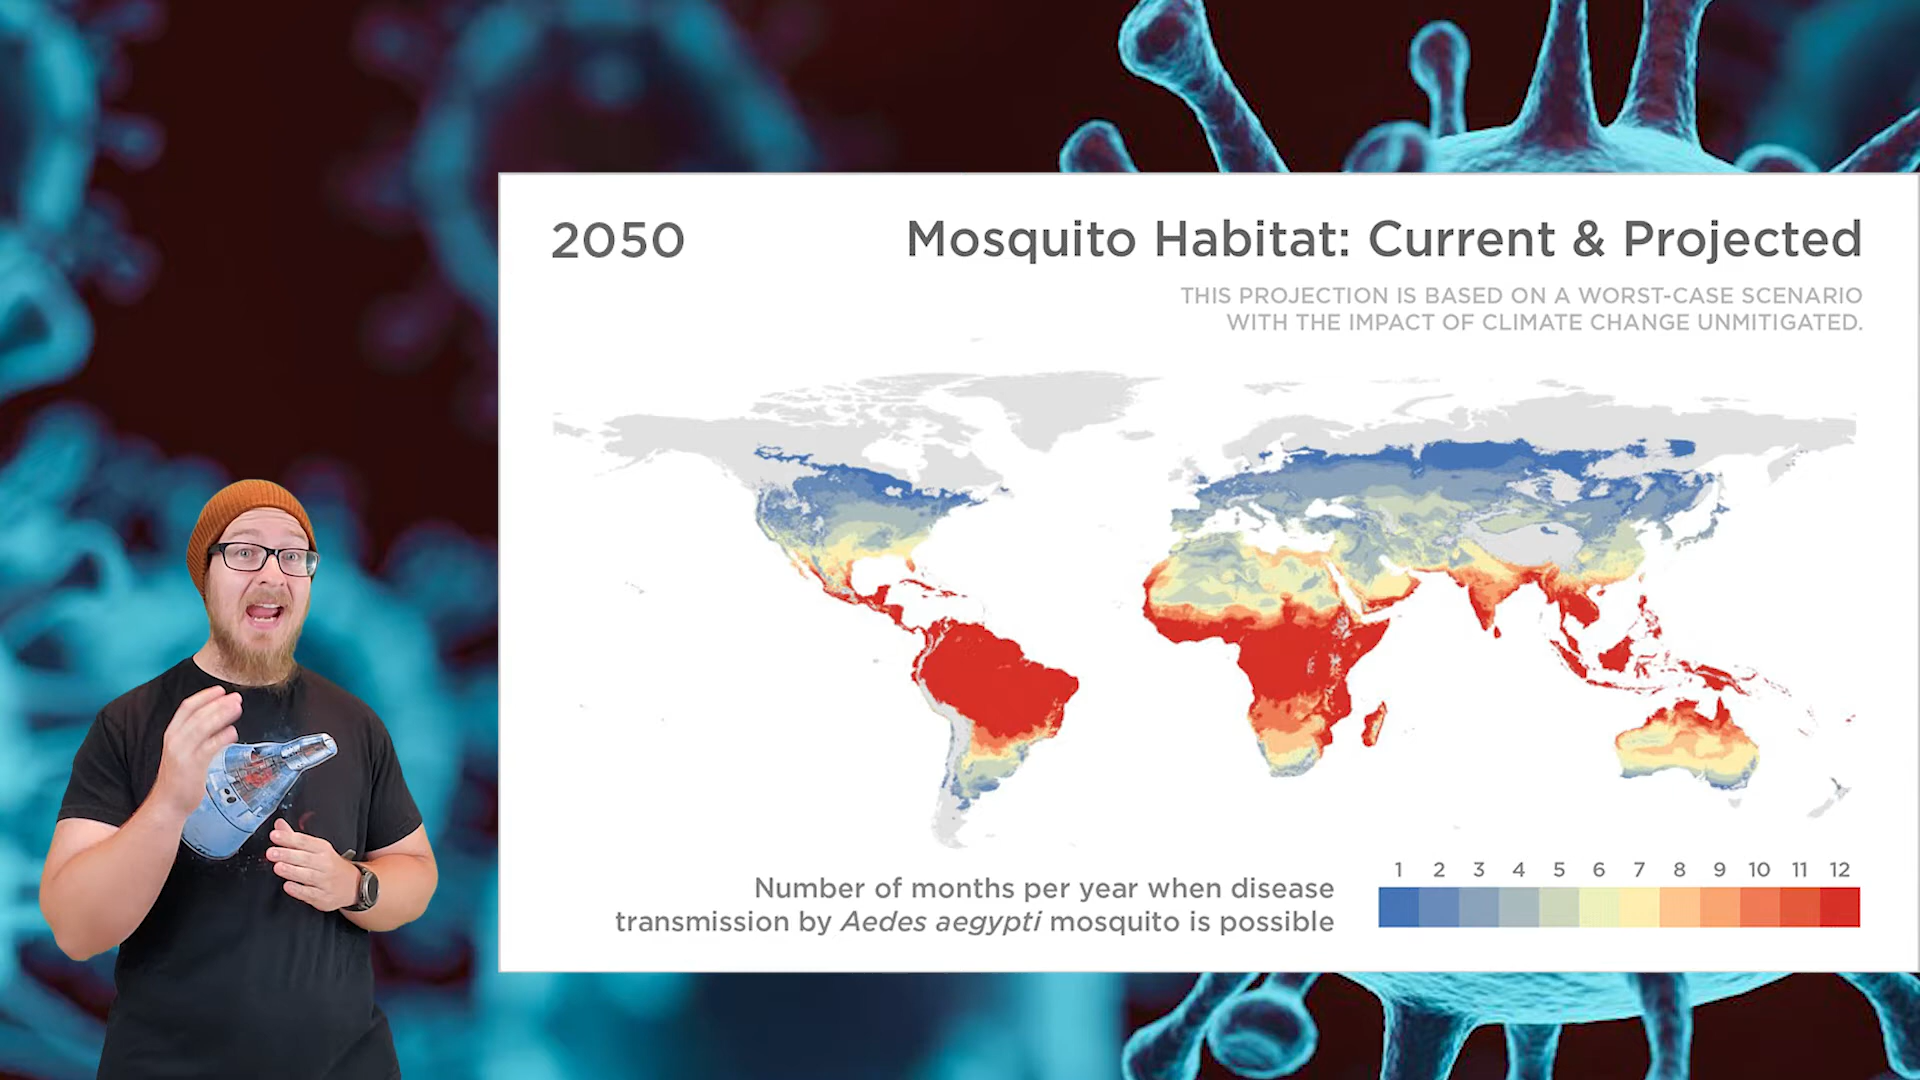 2050
Mosquito Habitat: Current & Projected
THIS PROJECTION IS BASED ON A WORST-CASE SCENARIO
WITH THE IMPACT OF CLIMATE CHANGE UNMITIGATED.
1 2 3 4 5 6 7 8 9 10 11 12
Number of months per year when disease
transmission by Aedes aegypti mosquito is possible